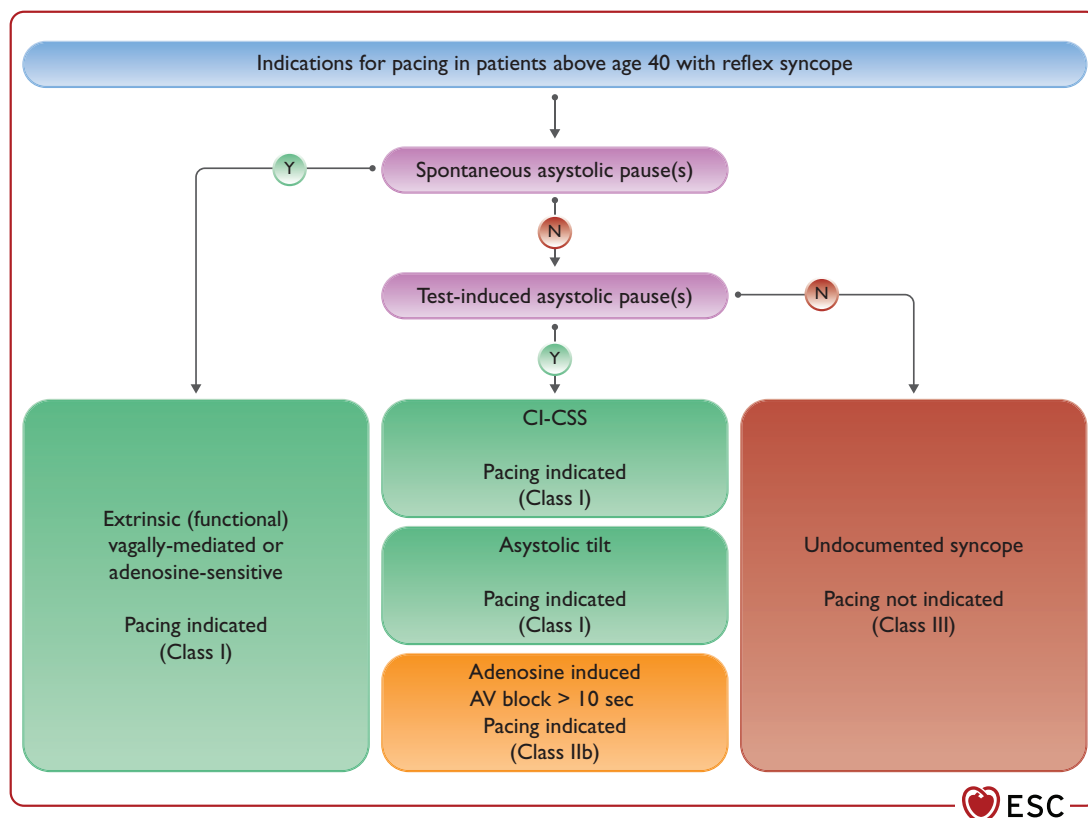 Indications for pacing in patients above age 40 with reflex syncope
Y
Spontaneous asystolic pause(s)
N
Test-induced asystolic pause(s)
N
Y
Extrinsic (functional)
vagally-mediated or
adenosine-sensitive
Pacing indicated
(Class I)
CI-CSS
Pacing indicated
(Class I)
Asystolic tilt
Pacing indicated
(Class I)
Adenosine induced
AV block > 10 sec
Pacing indicated
(Class IIb)
Undocumented syncope
Pacing not indicated
(Class III)
ESC